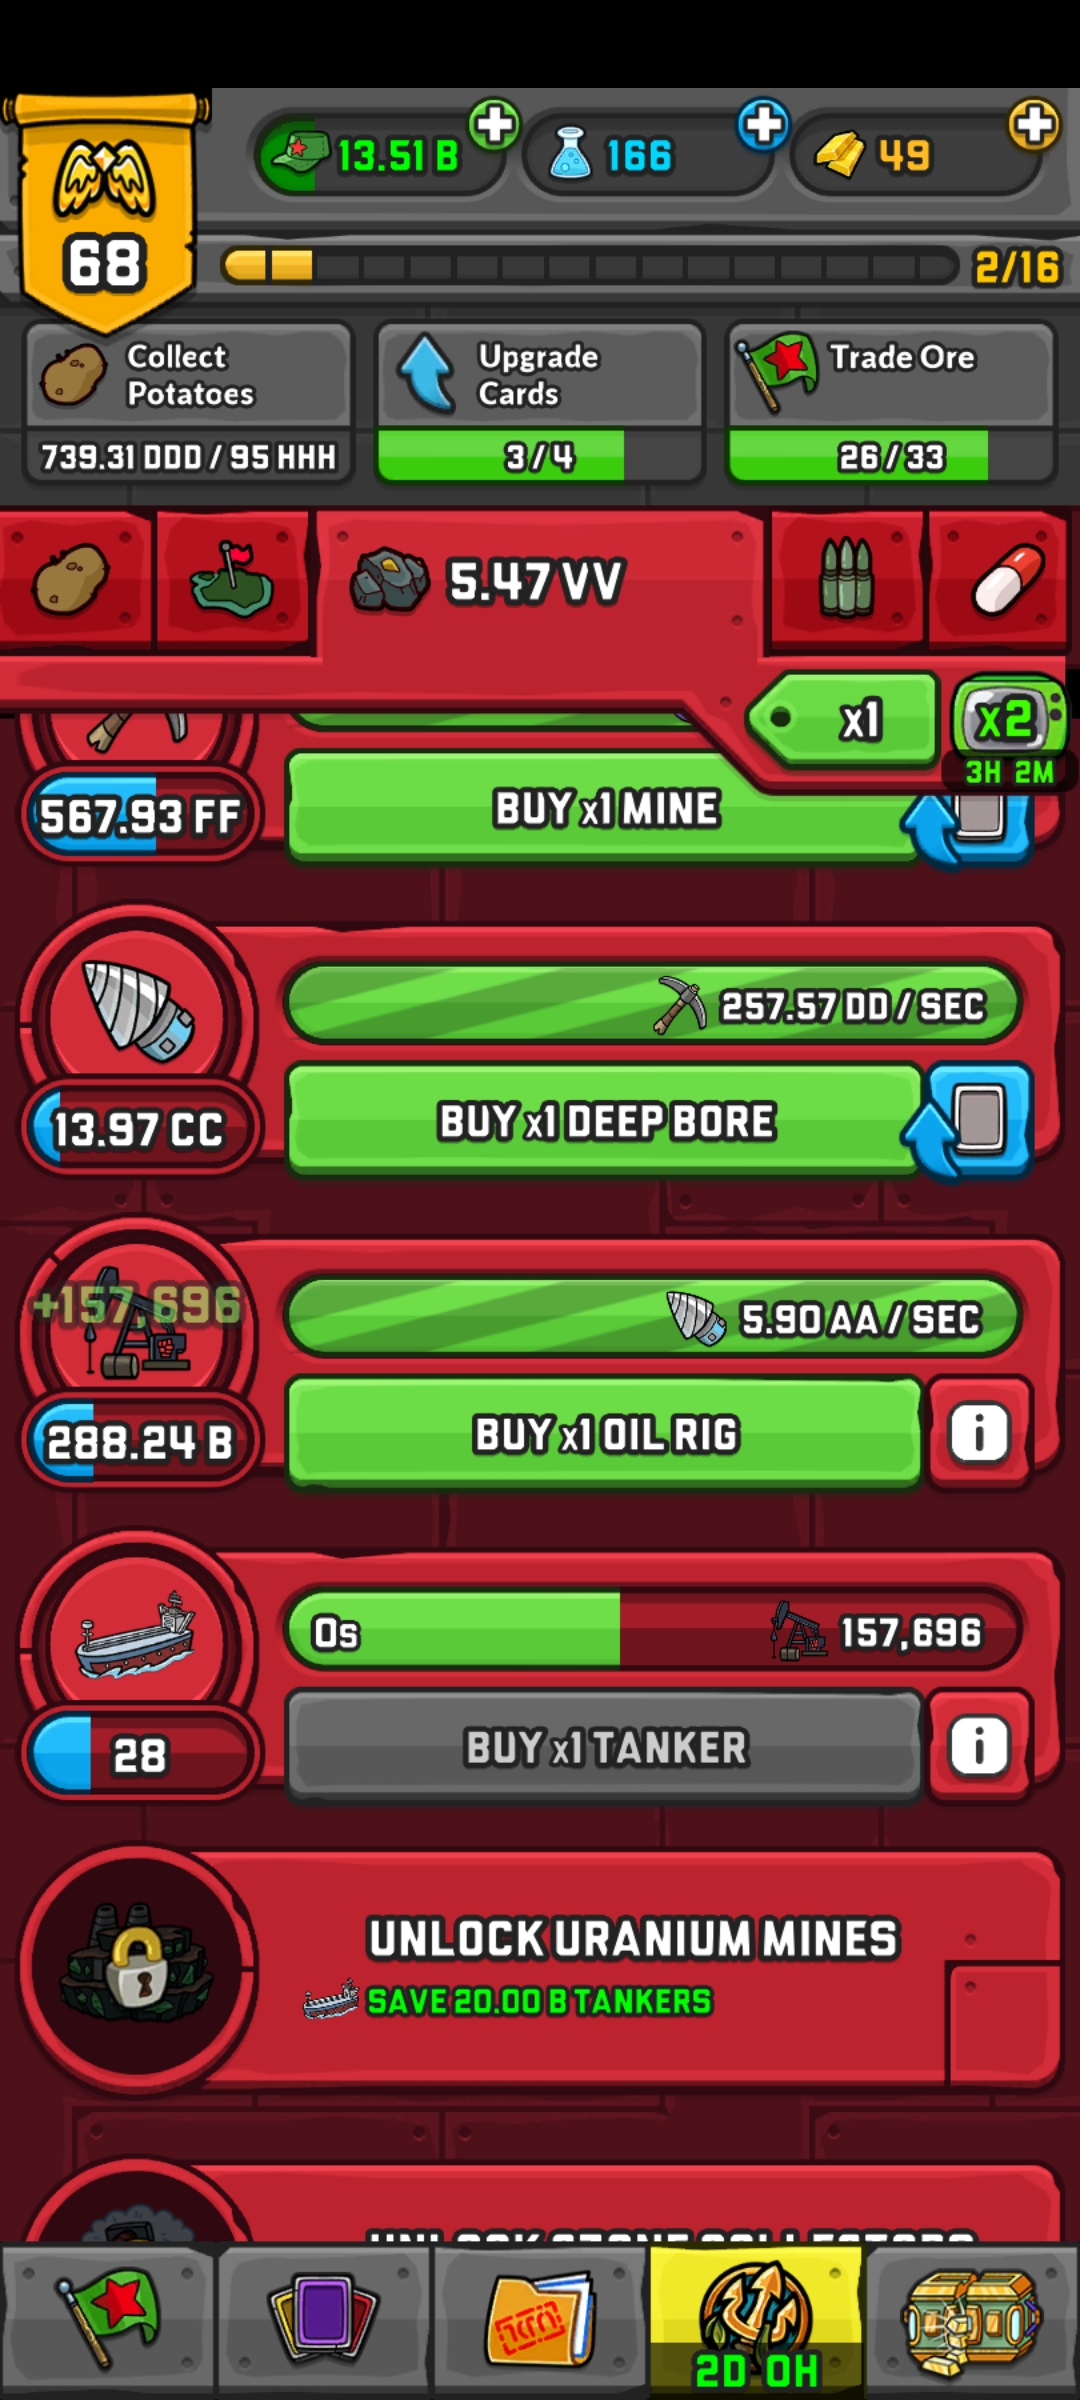 13.51 B
166
49
68
2/16
Collect
Potatoes
739.31 DDD / 95 HHH
Upgrade
Cards
3/4
Trade Ore
26/33
5.47 VV
x1
x2
3H 2M
567.93 FF
BUY x1 MINE
257.57 DD / SEC
13.97 CC
BUY x1 DEEP BORE
+157,696
5.90 AA / SEC
288.24 B
BUY x1 OIL RIG
i
0s
157,696
28
BUY x1 TANKER
i
UNLOCK URANIUM MINES
SAVE 20.00 B TANKERS
2D 0H